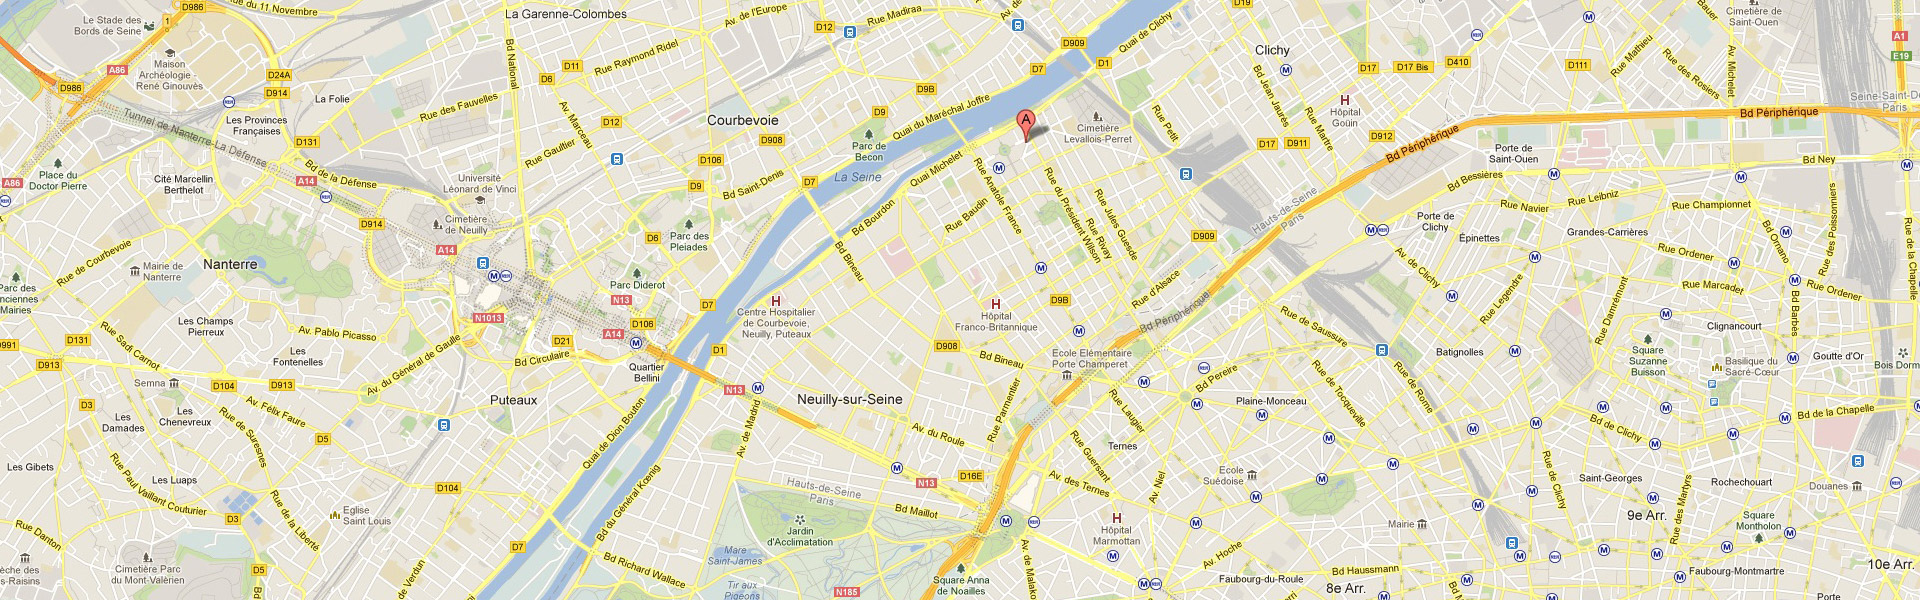 D986
Rue du 11 Novembre
La Garenne-Colombes
Av. de l'Europe
D12
Rue Madiraa
D19
Cimetière de
Saint-Ouen
Le Stade des
Bords de Seine
1
Bd National
Rue Raymond Ridel
D909
Quai de Clichy
Clichy
Bauer
A1
E19
Maison
Archéologie -
René Ginouvès
A86
D24A
D11
D6
D7
D1
D17
D17 Bis
D410
D111
Rue Mathieu
Av. Michelet
Rue des Rosiers
D986
D914
La Folie
Rue des Fauvelles
Av. Marceau
D9B
Quai du Maréchal Joffre
Bd Jean Jaurès
H
Hôpital
Goüin
Seine-Saint-De
Paris
Tunnel de Nanterre-La Défense
Les Provinces
Françaises
D131
D12
Courbevoie
D9
D908
Parc de
Becon
A
Cimetière
Levallois-Perret
Rue Petit
Rue Martre
D912
D17
D911
Bd Périphérique
Bd Périphérique
Porte de
Saint-Ouen
Bd Ney
Place du
Doctor Pierre
A86
Cité Marcellin
Berthelot
A14
Bd de la Défense
Rue Gaultier
Université
Léonard de Vinci
D106
D9
Bd Saint-Denis
D7
La Seine
Quai Michelet
Rue Anatole France
Rue du Président Wilson
Rue Jules Guesde
Rue Rivay
Bd Bessières
Rue Leibniz
Rue Navier
Rue Championnet
Rue des Poissonniers
Rue de la Chapelle
D914
Cimetière
de Neuilly
A14
D6
Parc des
Pleiades
Bd Bourdon
Rue Baudin
D909
Hauts-de-Seine
Paris
Porte de
Clichy
Épinettes
Grandes-Carrières
Bd Ornano
Rue Ordener
Rue de Courbevoie
Nanterre
Mairie de
Nanterre
Parc des
nciennes
Mairies
Parc Diderot
N13
Bd Bineau
H
Centre Hospitalier
de Courbevoie,
Neuilly, Puteaux
H
Hôpital
Franco-Britannique
D9B
Rue d'Alsace
Bd Périphérique
Av. de Clichy
Rue Legendre
Rue Damrémont
Rue Marcadet
Rue Ordener
Bd Barbès
Les Champs
Pierreux
N1013
A14
D106
D7
Rue de Saussure
Clignancourt
D991
D131
D913
Rue Sadi Carnot
Av. Pablo Picasso
Les
Fontenelles
Av. du Général de Gaulle
Bd Circulaire
D21
Quartier
Bellini
D1
D908
Bd Bineau
Ecole Elémentaire
Porte Champeret
Bd Pereire
Batignolles
Square
Suzanne
Buisson
Basilique du
Sacré-Cœur
Goutte d'Or
Bois Dorm
Semna
D104
D913
Av. Félix Faure
Puteaux
N13
Neuilly-sur-Seine
Rue Parmentier
Rue Laugier
Plaine-Monceau
Rue de Tocqueville
Rue de Rome
Bd de la Chapelle
D3
Les
Damades
Les
Chenevreux
Rue de Suresnes
D5
Quai de Dion Bouton
Av. de Madrid
Av. du Roule
Rue Guersant
Ternes
Bd de Clichy
Les Gibets
Rue Paul Vaillant Couturier
Les Luaps
D104
Bd du Général Kœnig
Hauts-de-Seine
Paris
N13
D16E
Av. des Ternes
Av. Niel
Ecole
Suédoise
Rue de Clichy
Saint-Georges
Rochechouart
Rue des Martyrs
Douanes
Rue Danton
D3
Rue de la Liberté
Eglise
Saint Louis
Bd Maillot
Jardin
d'Acclimatation
H
Hôpital
Marmottan
Mairie
9e Arr.
Square
Montholon
D7
Bd Richard Wallace
Mare
Saint-James
Av. Hoche
êche des
s-Raisins
Cimetière Parc
du Mont-Valérien
D5
Verdun
Tir aux
Pigeons
N185
Square Anna
de Noailles
Av. de Malako
Faubourg-du-Roule
Bd Haussmann
8e Arr.
Faubourg-Montmartre
Porte
10e Arr.